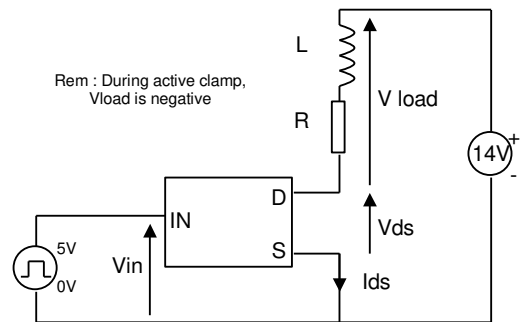 L
Rem : During active clamp,
Vload is negative
V load
R
14V
+
-
D
IN
Vds
S
5V
0V
Vin
Ids